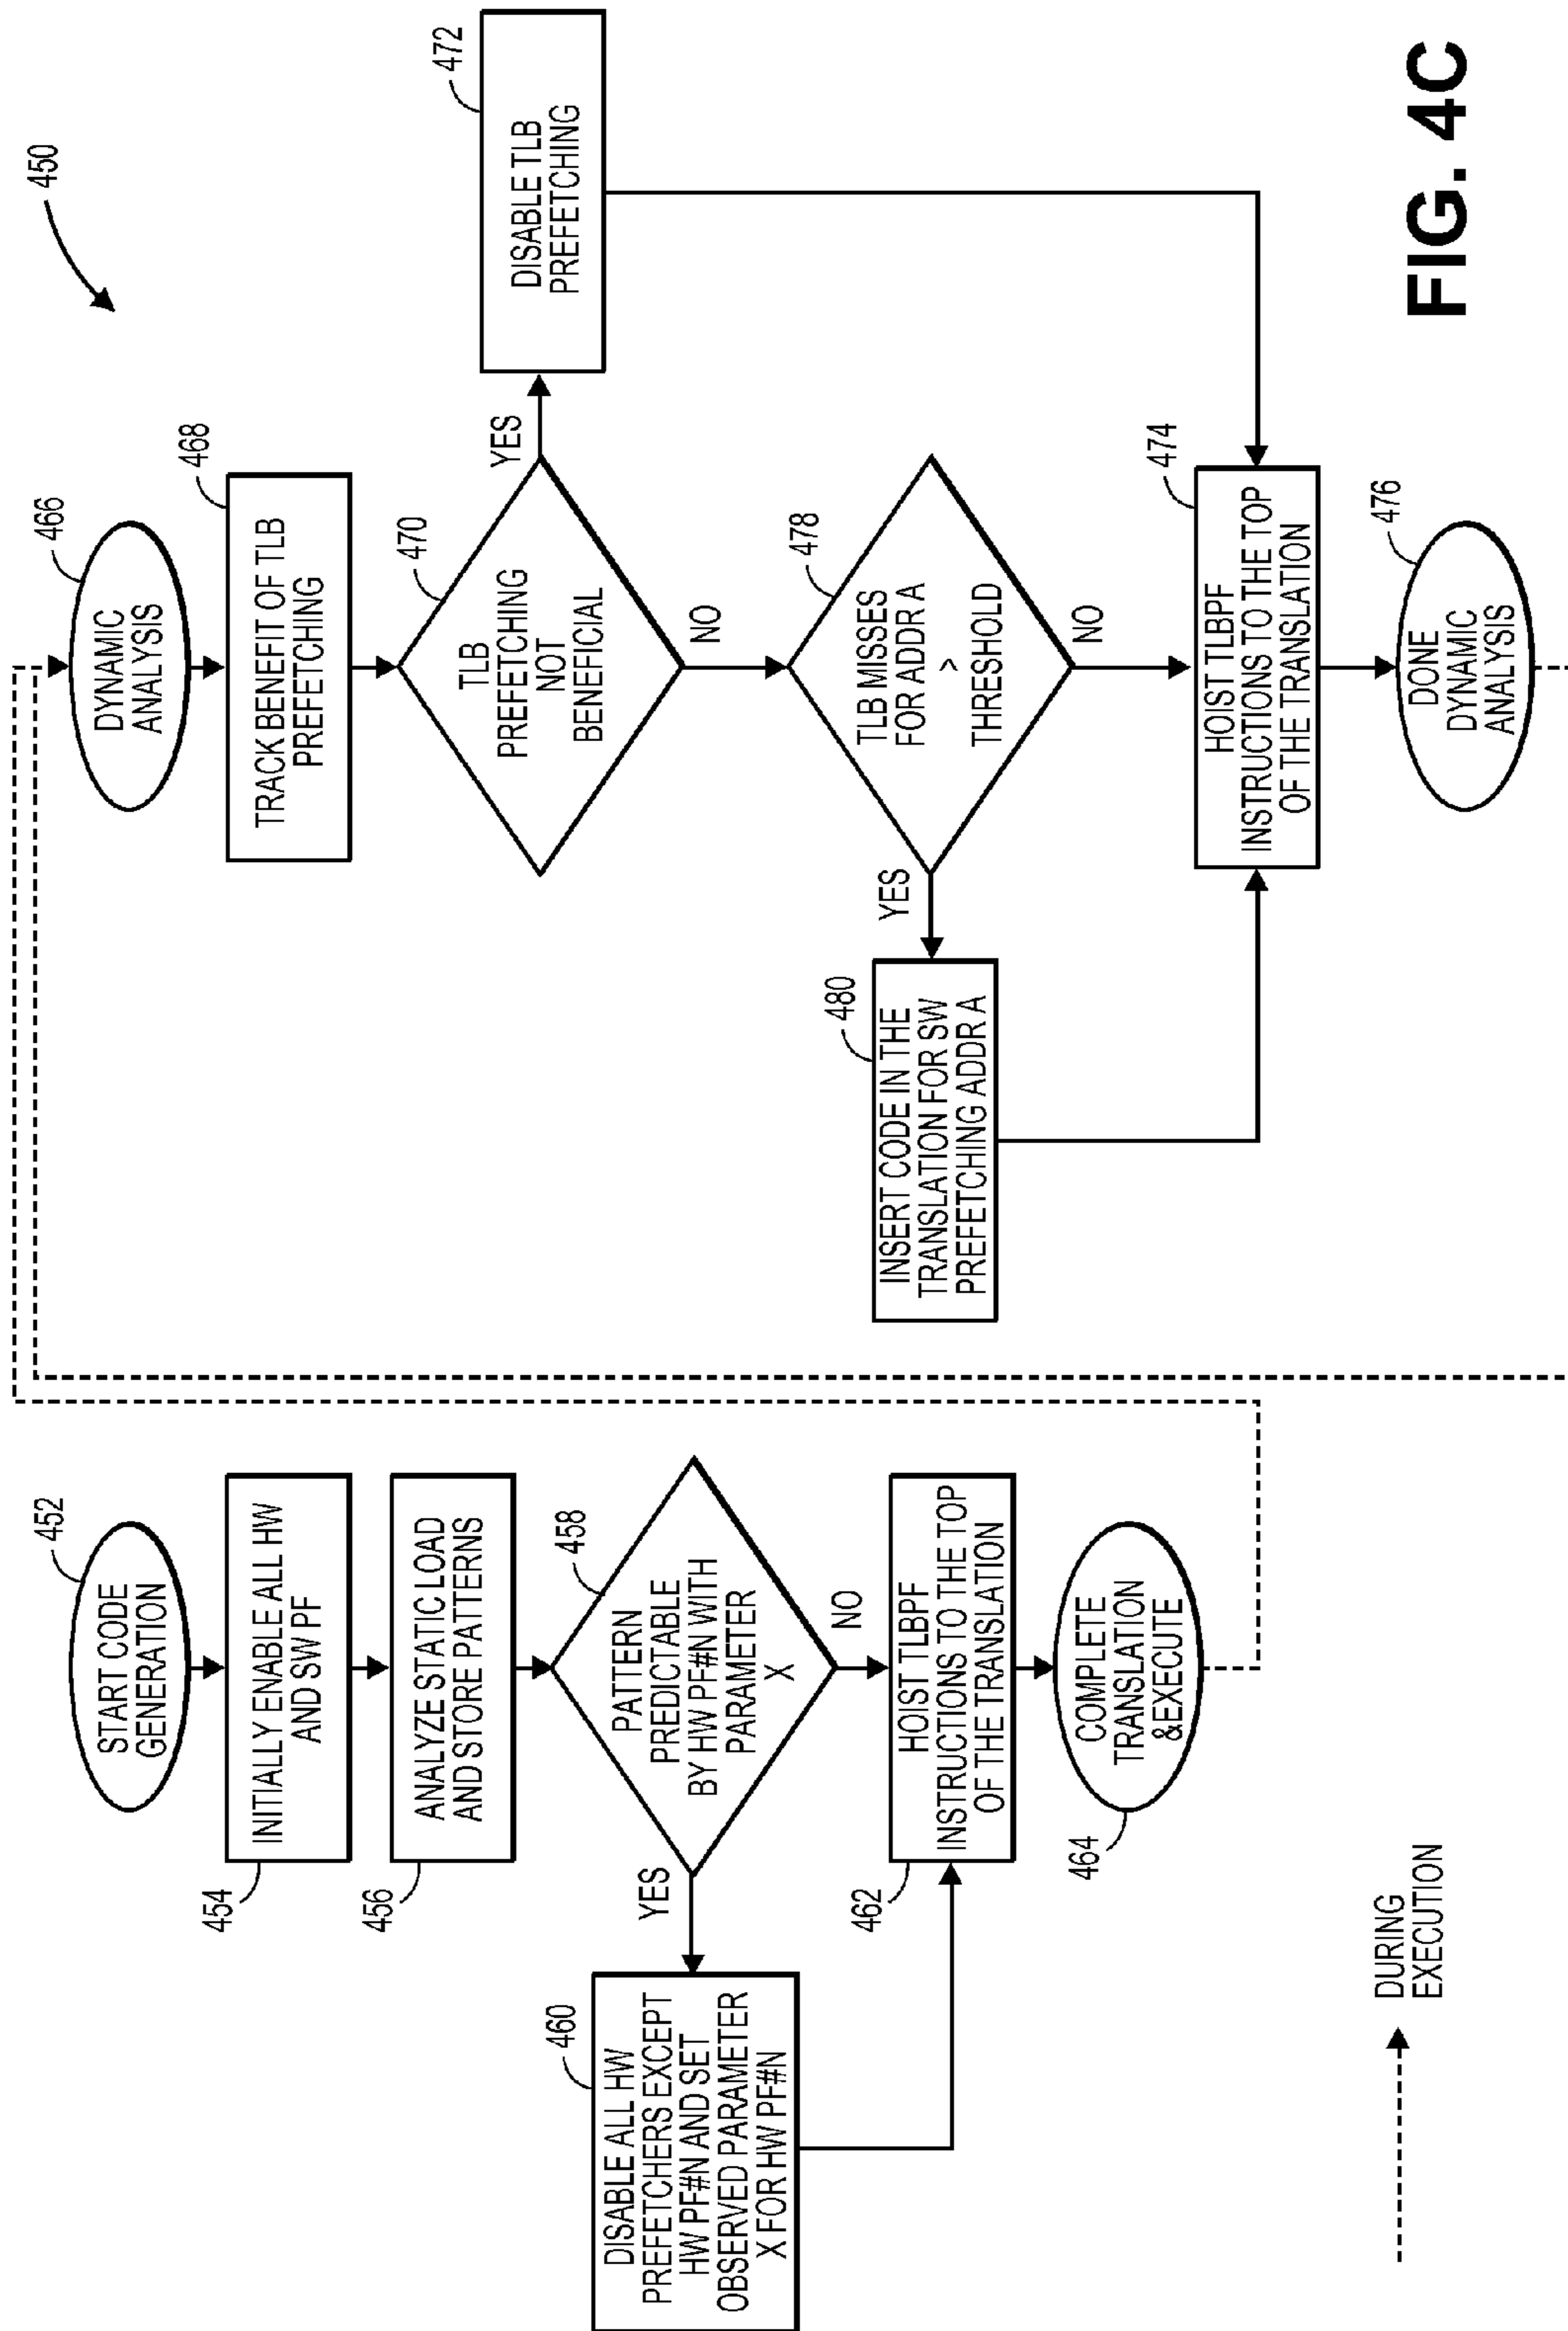 450
452
START CODE
GENERATION
454
INITIALLY ENABLE ALL HW
AND SW PF
456
ANALYZE STATIC LOAD
AND STORE PATTERNS
458
PATTERN
PREDICTABLE
BY HW PF#N WITH
PARAMETER
X
YES
NO
460
DISABLE ALL HW
PREFETCHERS EXCEPT
HW PF#N AND SET
OBSERVED PARAMETER
X FOR HW PF#N
462
HOIST TLBPF
INSTRUCTIONS TO THE TOP
OF THE TRANSLATION
464
COMPLETE
TRANSLATION
&EXECUTE
DURING
EXECUTION
466
DYNAMIC
ANALYSIS
468
TRACK BENEFIT OF TLB
PREFETCHING
470
TLB
PREFETCHING
NOT
BENEFICIAL
YES
NO
472
DISABLE TLB
PREFETCHING
478
TLB MISSES
FOR ADDR A
>
THRESHOLD
YES
NO
480
INSERT CODE IN THE
TRANSLATION FOR SW
PREFETCHING ADDR A
474
HOIST TLBPF
INSTRUCTIONS TO THE TOP
OF THE TRANSLATION
476
DONE
DYNAMIC
ANALYSIS
FIG. 4C